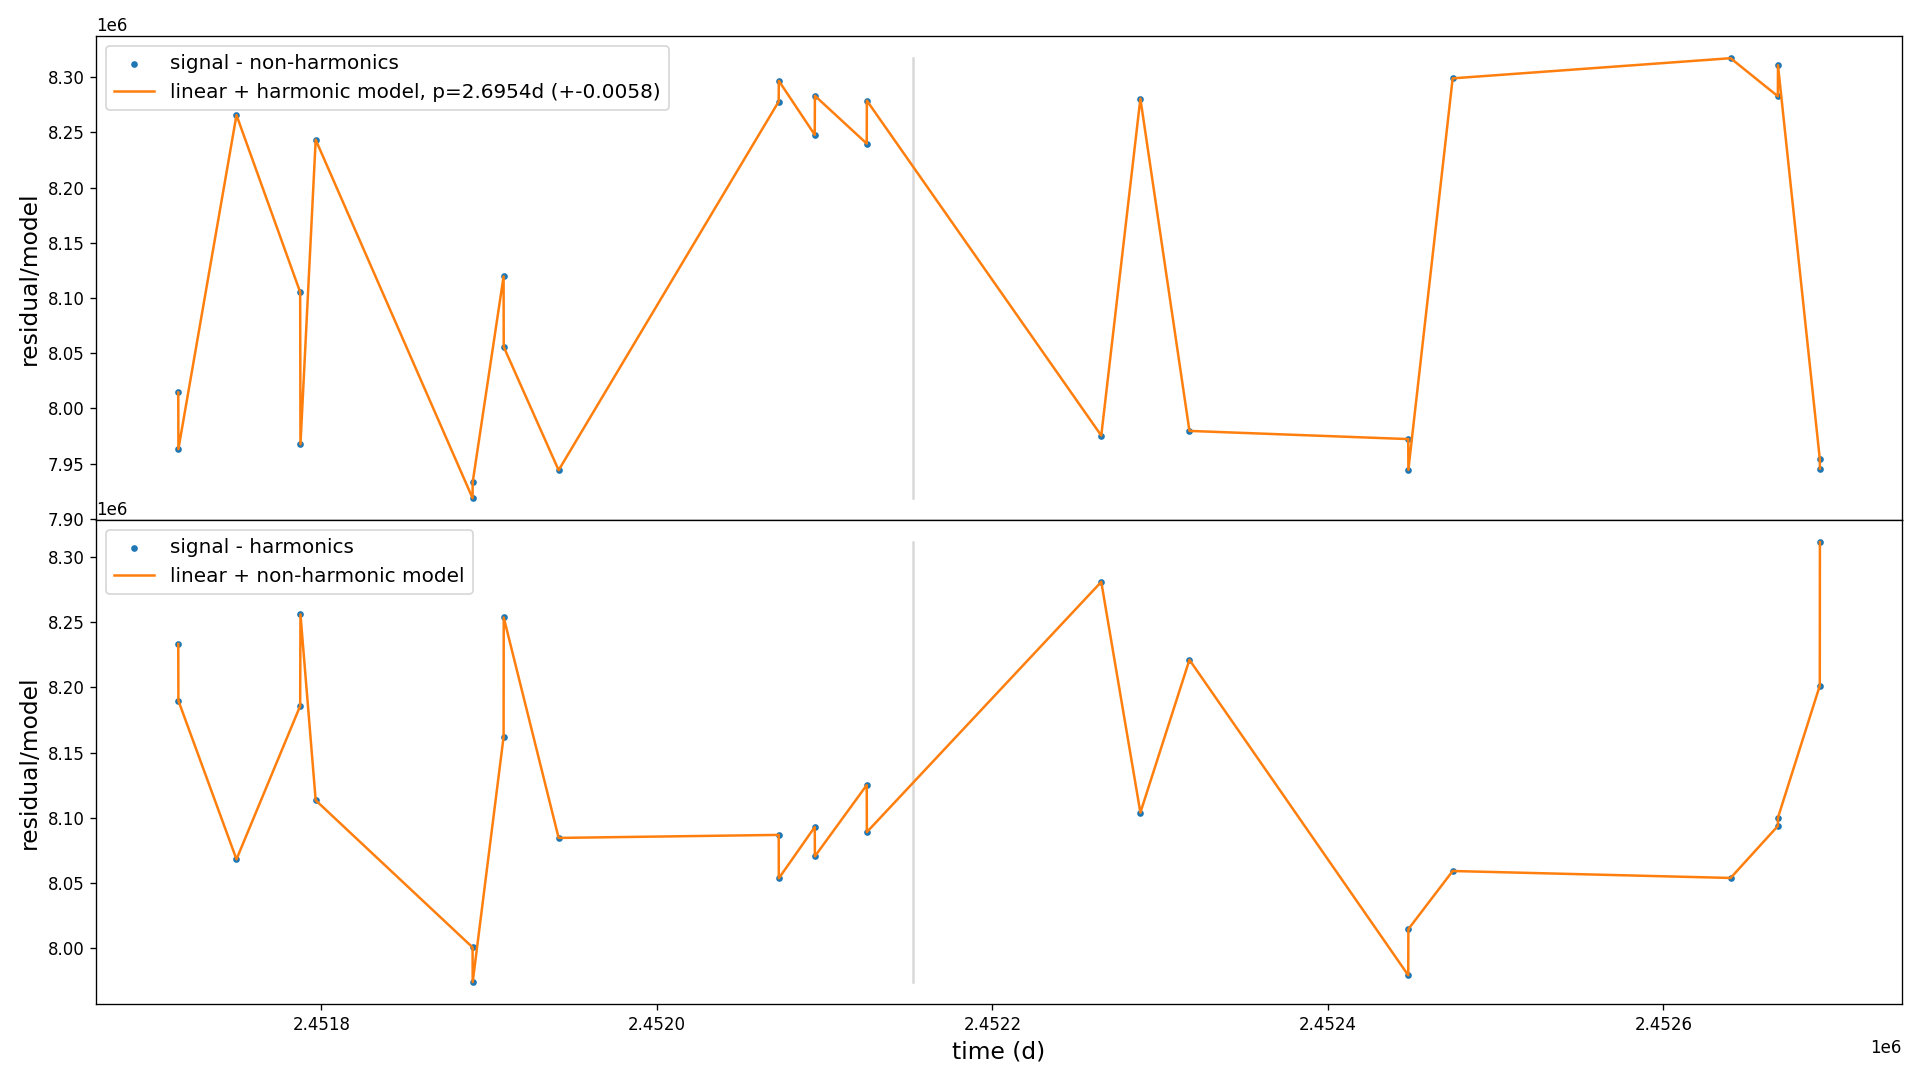 1e6
signal - non-harmonics
linear + harmonic model, p=2.6954d (+-0.0058)
8.30
8.25
8.20
8.15
8.10
8.05
8.00
7.95
7.90
residual/model
1e6
signal - harmonics
linear + non-harmonic model
8.30
8.25
8.20
8.15
8.10
8.05
8.00
residual/model
2.4518 2.4520 2.4522 2.4524 2.4526
time (d)
1e6